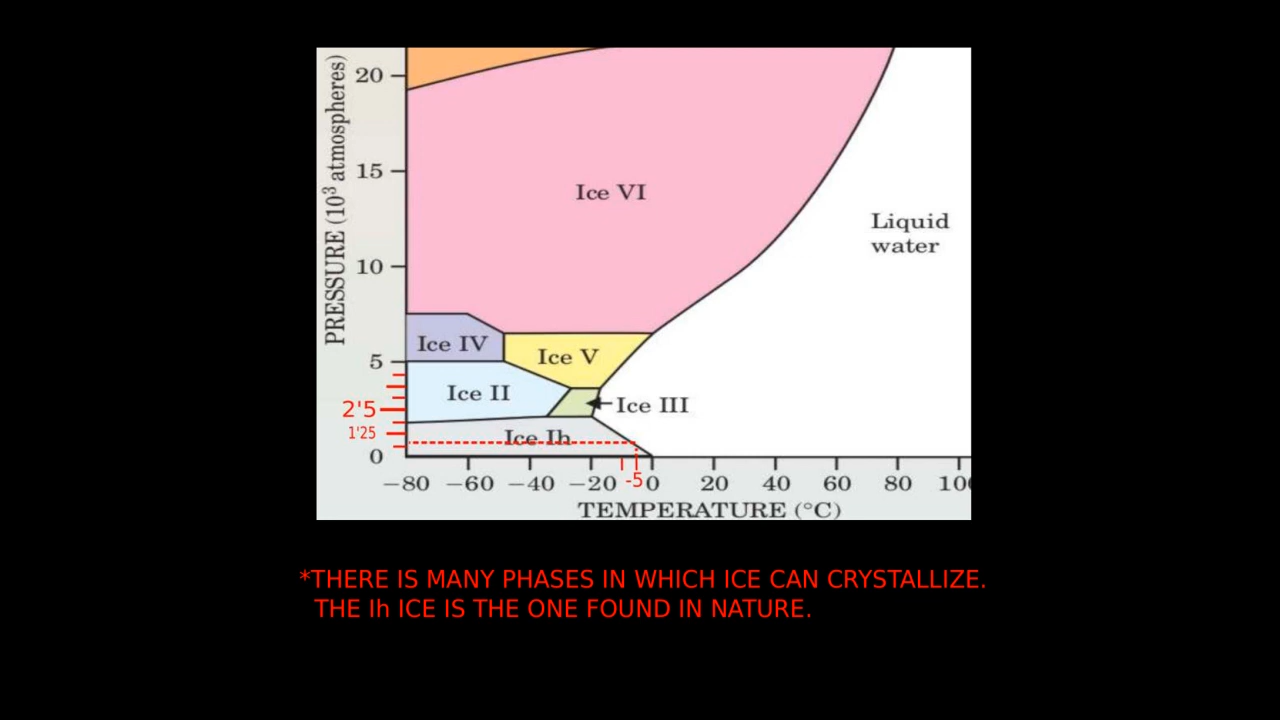 PRESSURE (10³ atmospheres)
20
15
10
5
2'5
1'25
0
Ice VI
Liquid
water
Ice IV
Ice V
Ice II
Ice III
Ice Ih
−80 −60 −40 −20 -5 0 20 40 60 80 100
TEMPERATURE (°C)
*THERE IS MANY PHASES IN WHICH ICE CAN CRYSTALLIZE.
THE Ih ICE IS THE ONE FOUND IN NATURE.